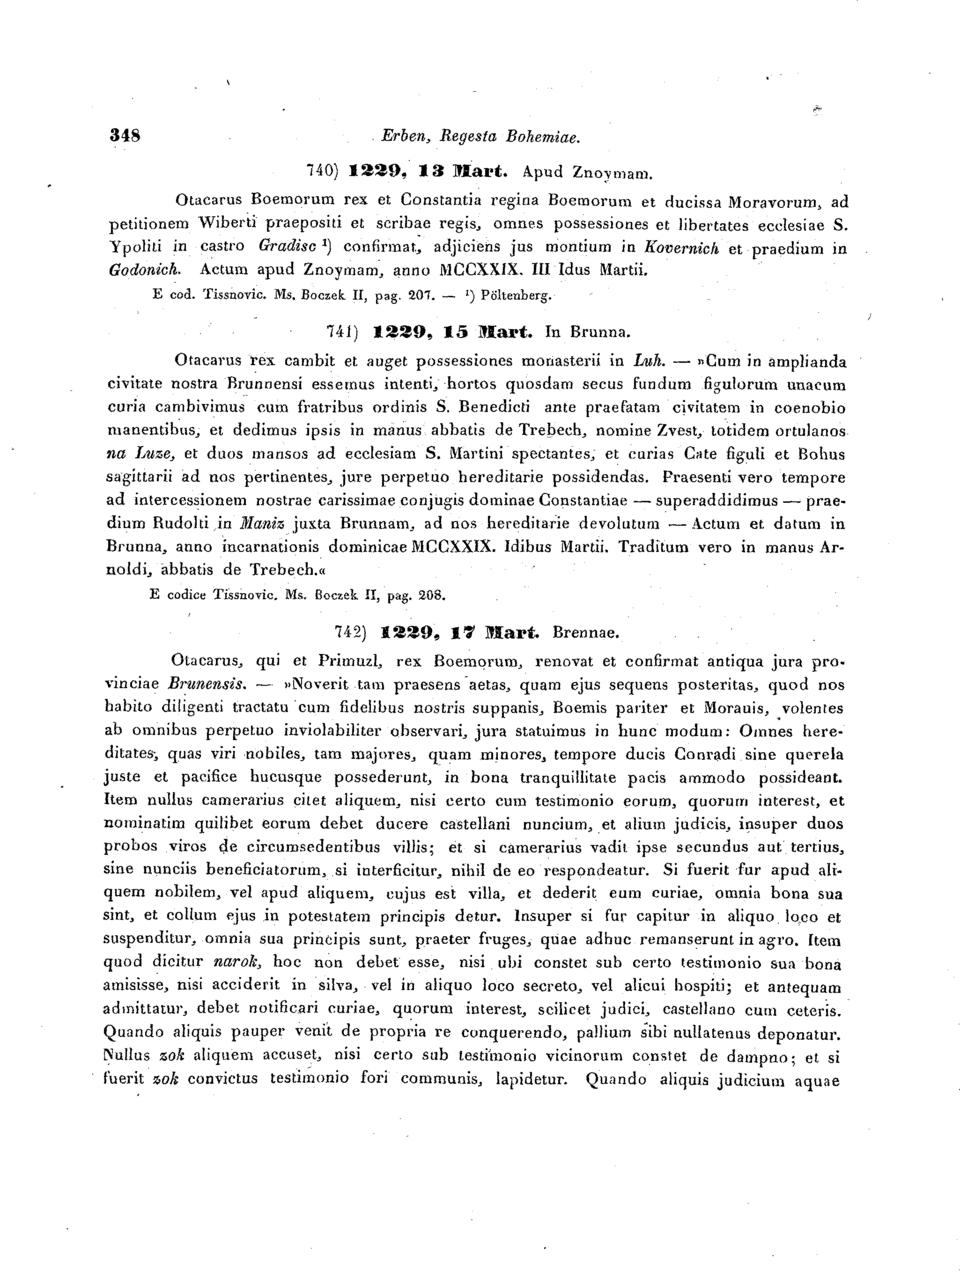 348 Erben, Regesta Bohemiae.
740) 1229, 13 Mart. Apud Znoymam.
Otacarus Boemorum rex et Constantia regina Boemorum et ducissa Moravorum, ad
petitionem Wiberti praepositi et scribae regis, omnes possessiones et libertates ecclesiae S.
Ypoliti in castro Gradisc ¹) confirmat, adjiciens jus montium in Kovernich et praedium in
Godonich. Actum apud Znoymam, anno MCCXXIX. III Idus Martii.
E cod. Tissnovic. Ms. Boczek II, pag. 207. — ¹) Pöltenberg.
741) 1229, 15 Mart. In Brunna.
Otacarus rex cambit et auget possessiones monasterii in Luh. — »Cum in amplianda
civitate nostra Brunnensi essemus intenti, hortos quosdam secus fundum figulorum unacum
curia cambivimus cum fratribus ordinis S. Benedicti ante praefatam civitatem in coenobio
manentibus, et dedimus ipsis in manus abbatis de Trebech, nomine Zvest, totidem ortulanos
na Luze, et duos mansos ad ecclesiam S. Martini spectantes, et curias Cate figuli et Bohus
sagittarii ad nos pertinentes, jure perpetuo hereditarie possidendas. Praesenti vero tempore
ad intercessionem nostrae carissimae conjugis dominae Constantiae — superaddidimus — prae-
dium Rudolti in Maniz juxta Brunnam, ad nos hereditarie devolutum — Actum et datum in
Brunna, anno incarnationis dominicae MCCXXIX. Idibus Martii. Traditum vero in manus Ar-
noldi, abbatis de Trebech.«
E codice Tissnovic. Ms. Boczek II, pag. 208.
742) 1229, 17 Mart. Brennae.
Otacarus, qui et Primuzl, rex Boemorum, renovat et confirmat antiqua jura pro-
vinciae Brunensis. — »Noverit tam praesens aetas, quam ejus sequens posteritas, quod nos
habito diligenti tractatu cum fidelibus nostris suppanis, Boemis pariter et Morauis, volentes
ab omnibus perpetuo inviolabiliter observari, jura statuimus in hunc modum: Omnes here-
ditates, quas viri nobiles, tam majores, quam minores, tempore ducis Conradi sine querela
juste et pacifice hucusque possederunt, in bona tranquillitate pacis ammodo possideant.
Item nullus camerarius citet aliquem, nisi certo cum testimonio eorum, quorum interest, et
nominatim quilibet eorum debet ducere castellani nuncium, et alium judicis, insuper duos
probos viros de circumsedentibus villis; et si camerarius vadit ipse secundus aut tertius,
sine nunciis beneficiatorum, si interficitur, nihil de eo respondeatur. Si fuerit fur apud ali-
quem nobilem, vel apud aliquem, cujus est villa, et dederit eum curiae, omnia bona sua
sint, et collum ejus in potestatem principis detur. Insuper si fur capitur in aliquo loco et
suspenditur, omnia sua principis sunt, praeter fruges, quae adhuc remanserunt in agro. Item
quod dicitur narok, hoc non debet esse, nisi ubi constet sub certo testimonio sua bona
amisisse, nisi acciderit in silva, vel in aliquo loco secreto, vel alicui hospiti; et antequam
admittatur, debet notificari curiae, quorum interest, scilicet judici, castellano cum ceteris.
Quando aliquis pauper venit de propria re conquerendo, pallium sibi nullatenus deponatur.
Nullus zok aliquem accuset, nisi certo sub testimonio vicinorum constet de dampno; et si
fuerit zok convictus testimonio fori communis, lapidetur. Quando aliquis judicium aquae